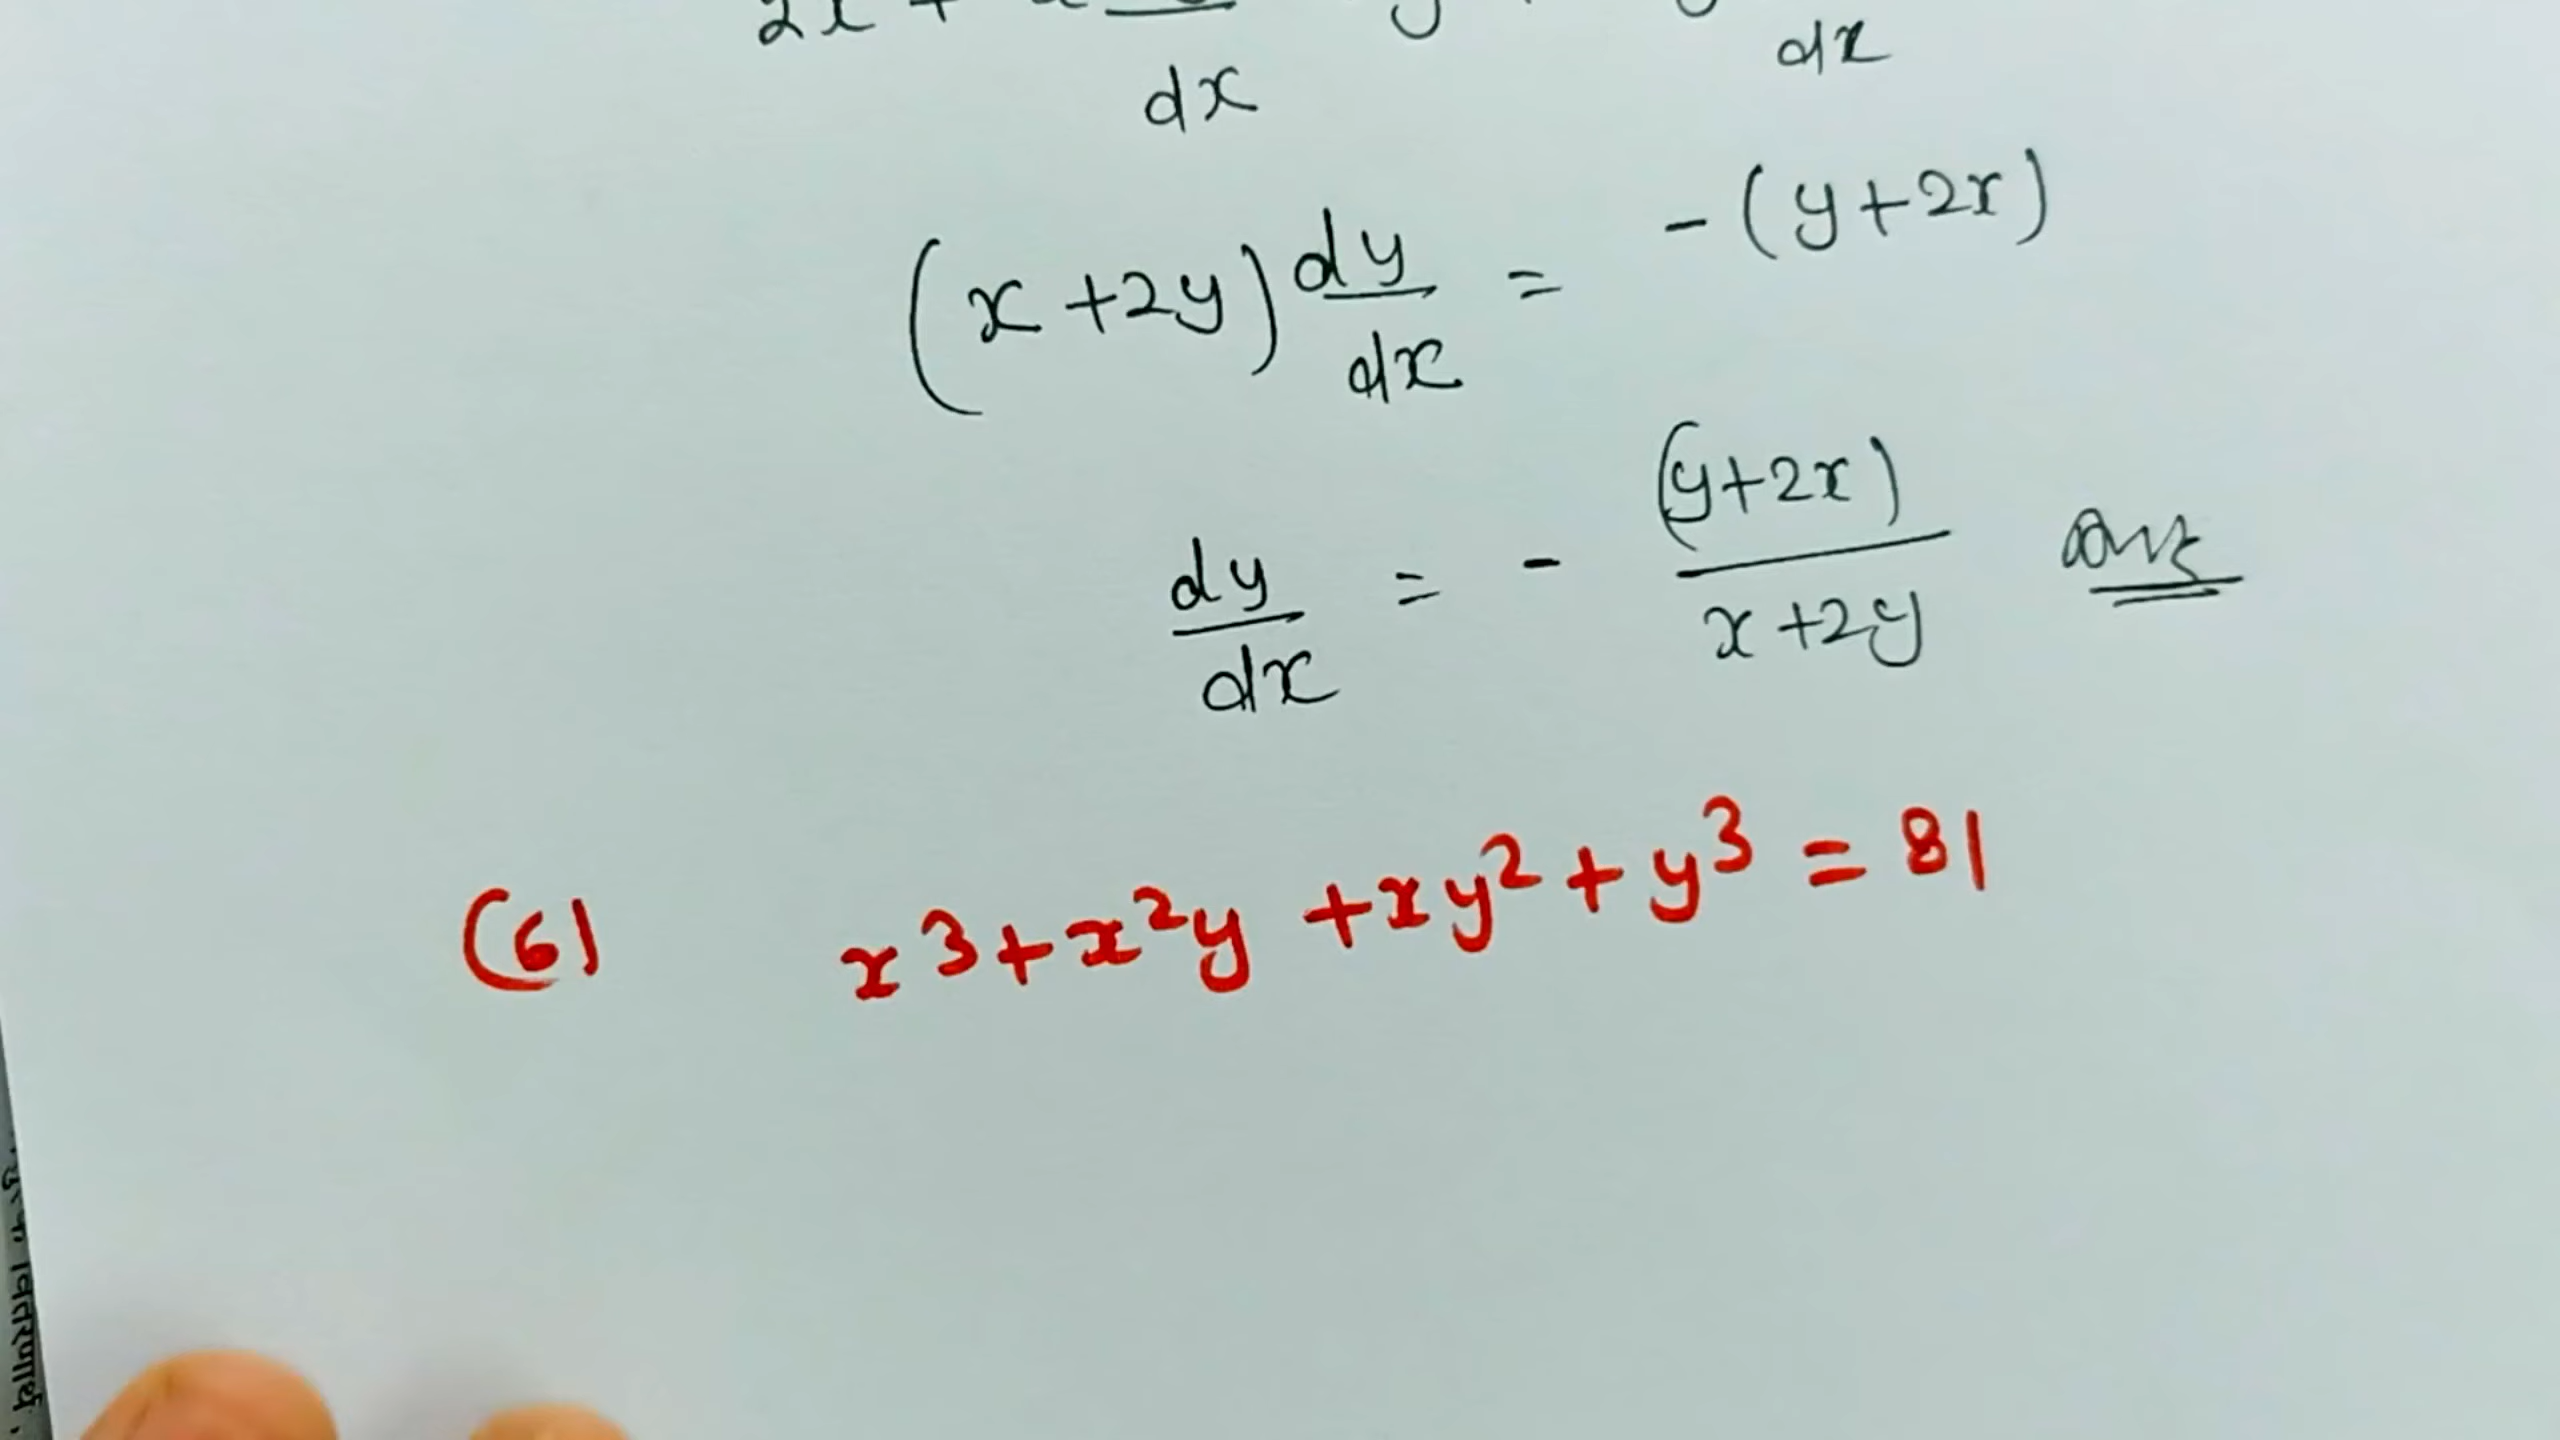 dx dx
(x+2y) dy/dx = -(y+2x)
dy/dx = - (y+2x)/(x+2y) Ans
(6) x³+x²y+xy²+y³=81